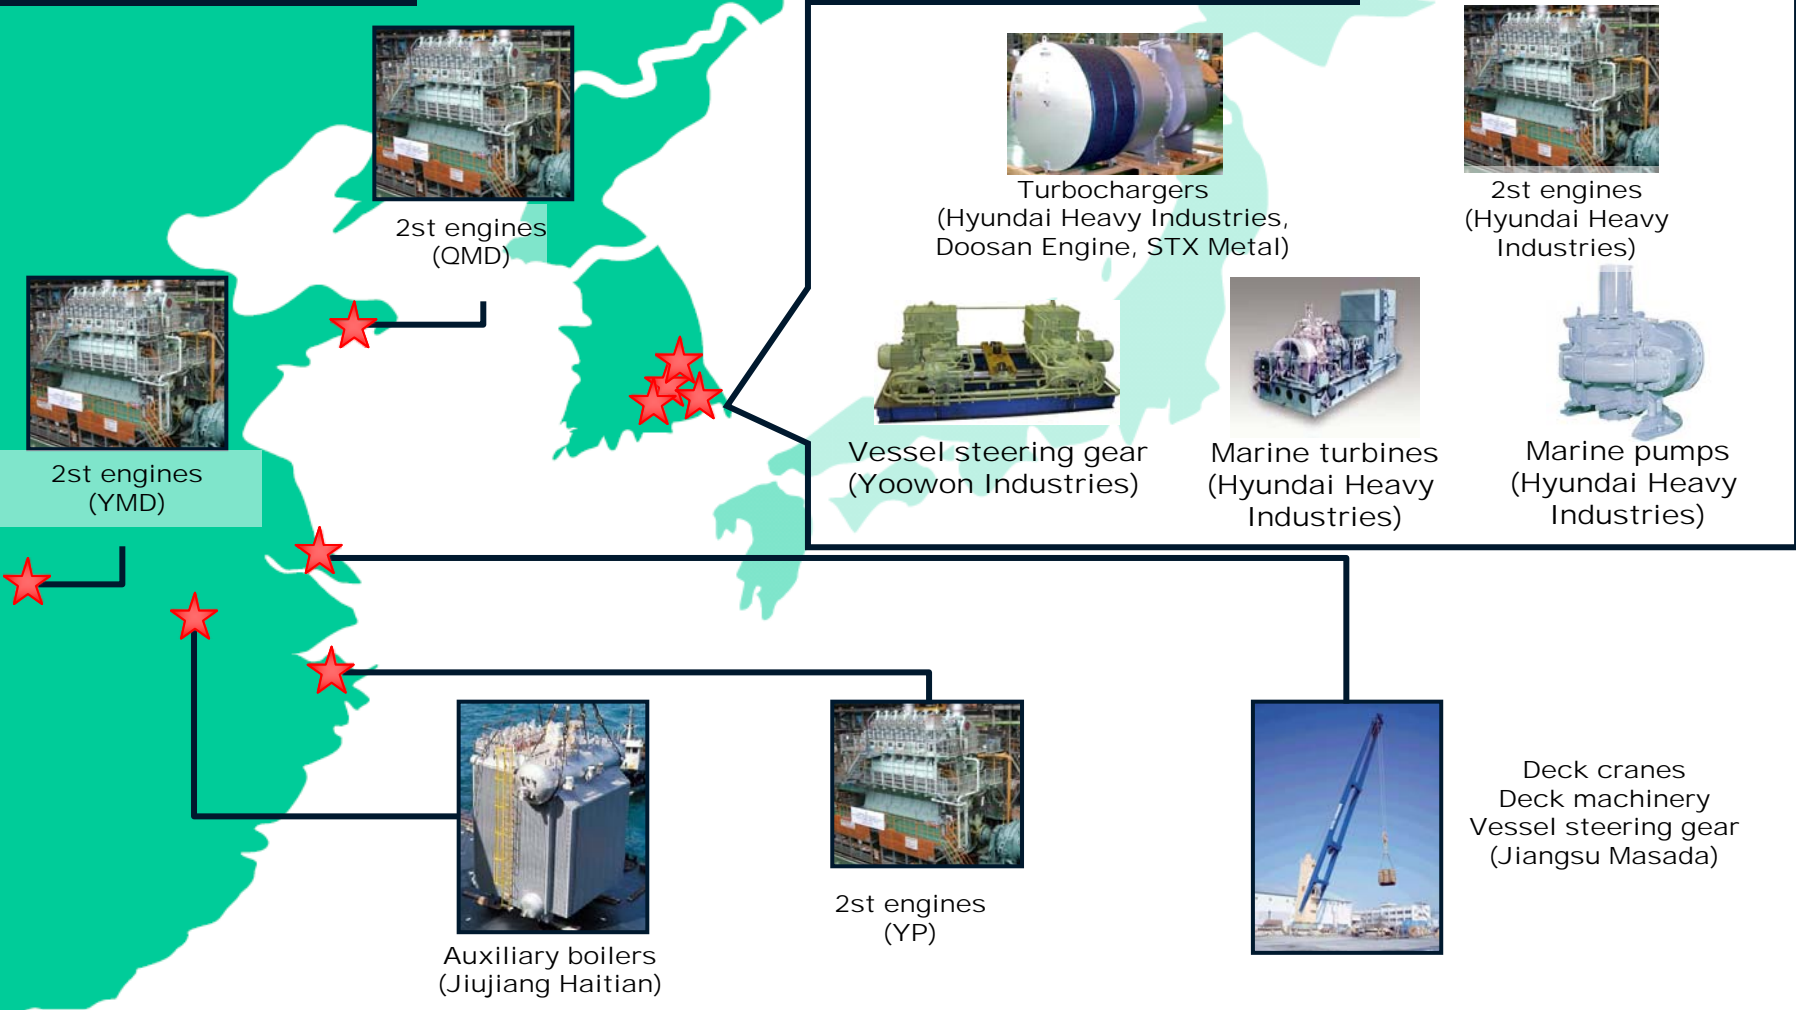 2st engines
(QMD)
2st engines
(YMD)
Turbochargers
(Hyundai Heavy Industries,
Doosan Engine, STX Metal)
2st engines
(Hyundai Heavy
Industries)
Vessel steering gear
(Yoowon Industries)
Marine turbines
(Hyundai Heavy
Industries)
Marine pumps
(Hyundai Heavy
Industries)
Auxiliary boilers
(Jiujiang Haitian)
2st engines
(YP)
Deck cranes
Deck machinery
Vessel steering gear
(Jiangsu Masada)